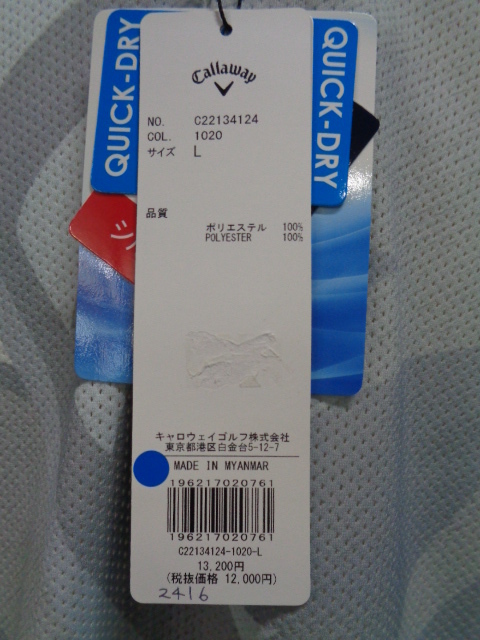 QUICK-DRY
QUICK-DRY
Callaway
NO. C22134124
COL. 1020
サイズ L
品質
ポリエステル 100%
POLYESTER 100%
キャロウェイゴルフ株式会社
東京都港区白金台5-12-7
MADE IN MYANMAR
196217020761
196217020761
C22134124-1020-L
13,200円
(税抜価格 12,000円)
2416